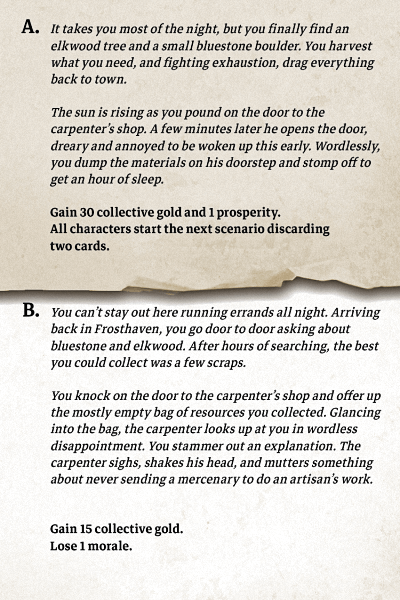 A. It takes you most of the night, but you finally find an
elkwood tree and a small bluestone boulder. You harvest
what you need, and fighting exhaustion, drag everything
back to town.
The sun is rising as you pound on the door to the
carpenter's shop. A few minutes later he opens the door,
dreary and annoyed to be woken up this early. Wordlessly,
you dump the materials on his doorstep and stomp off to
get an hour of sleep.
Gain 30 collective gold and 1 prosperity.
All characters start the next scenario discarding
two cards.
B. You can't stay out here running errands all night. Arriving
back in Frosthaven, you go door to door asking about
bluestone and elkwood. After hours of searching, the best
you could collect was a few scraps.
You knock on the door to the carpenter's shop and offer up
the mostly empty bag of resources you collected. Glancing
into the bag, the carpenter looks up at you in wordless
disappointment. You stammer out an explanation. The
carpenter sighs, shakes his head, and mutters something
about never sending a mercenary to do an artisan's work.
Gain 15 collective gold.
Lose 1 morale.